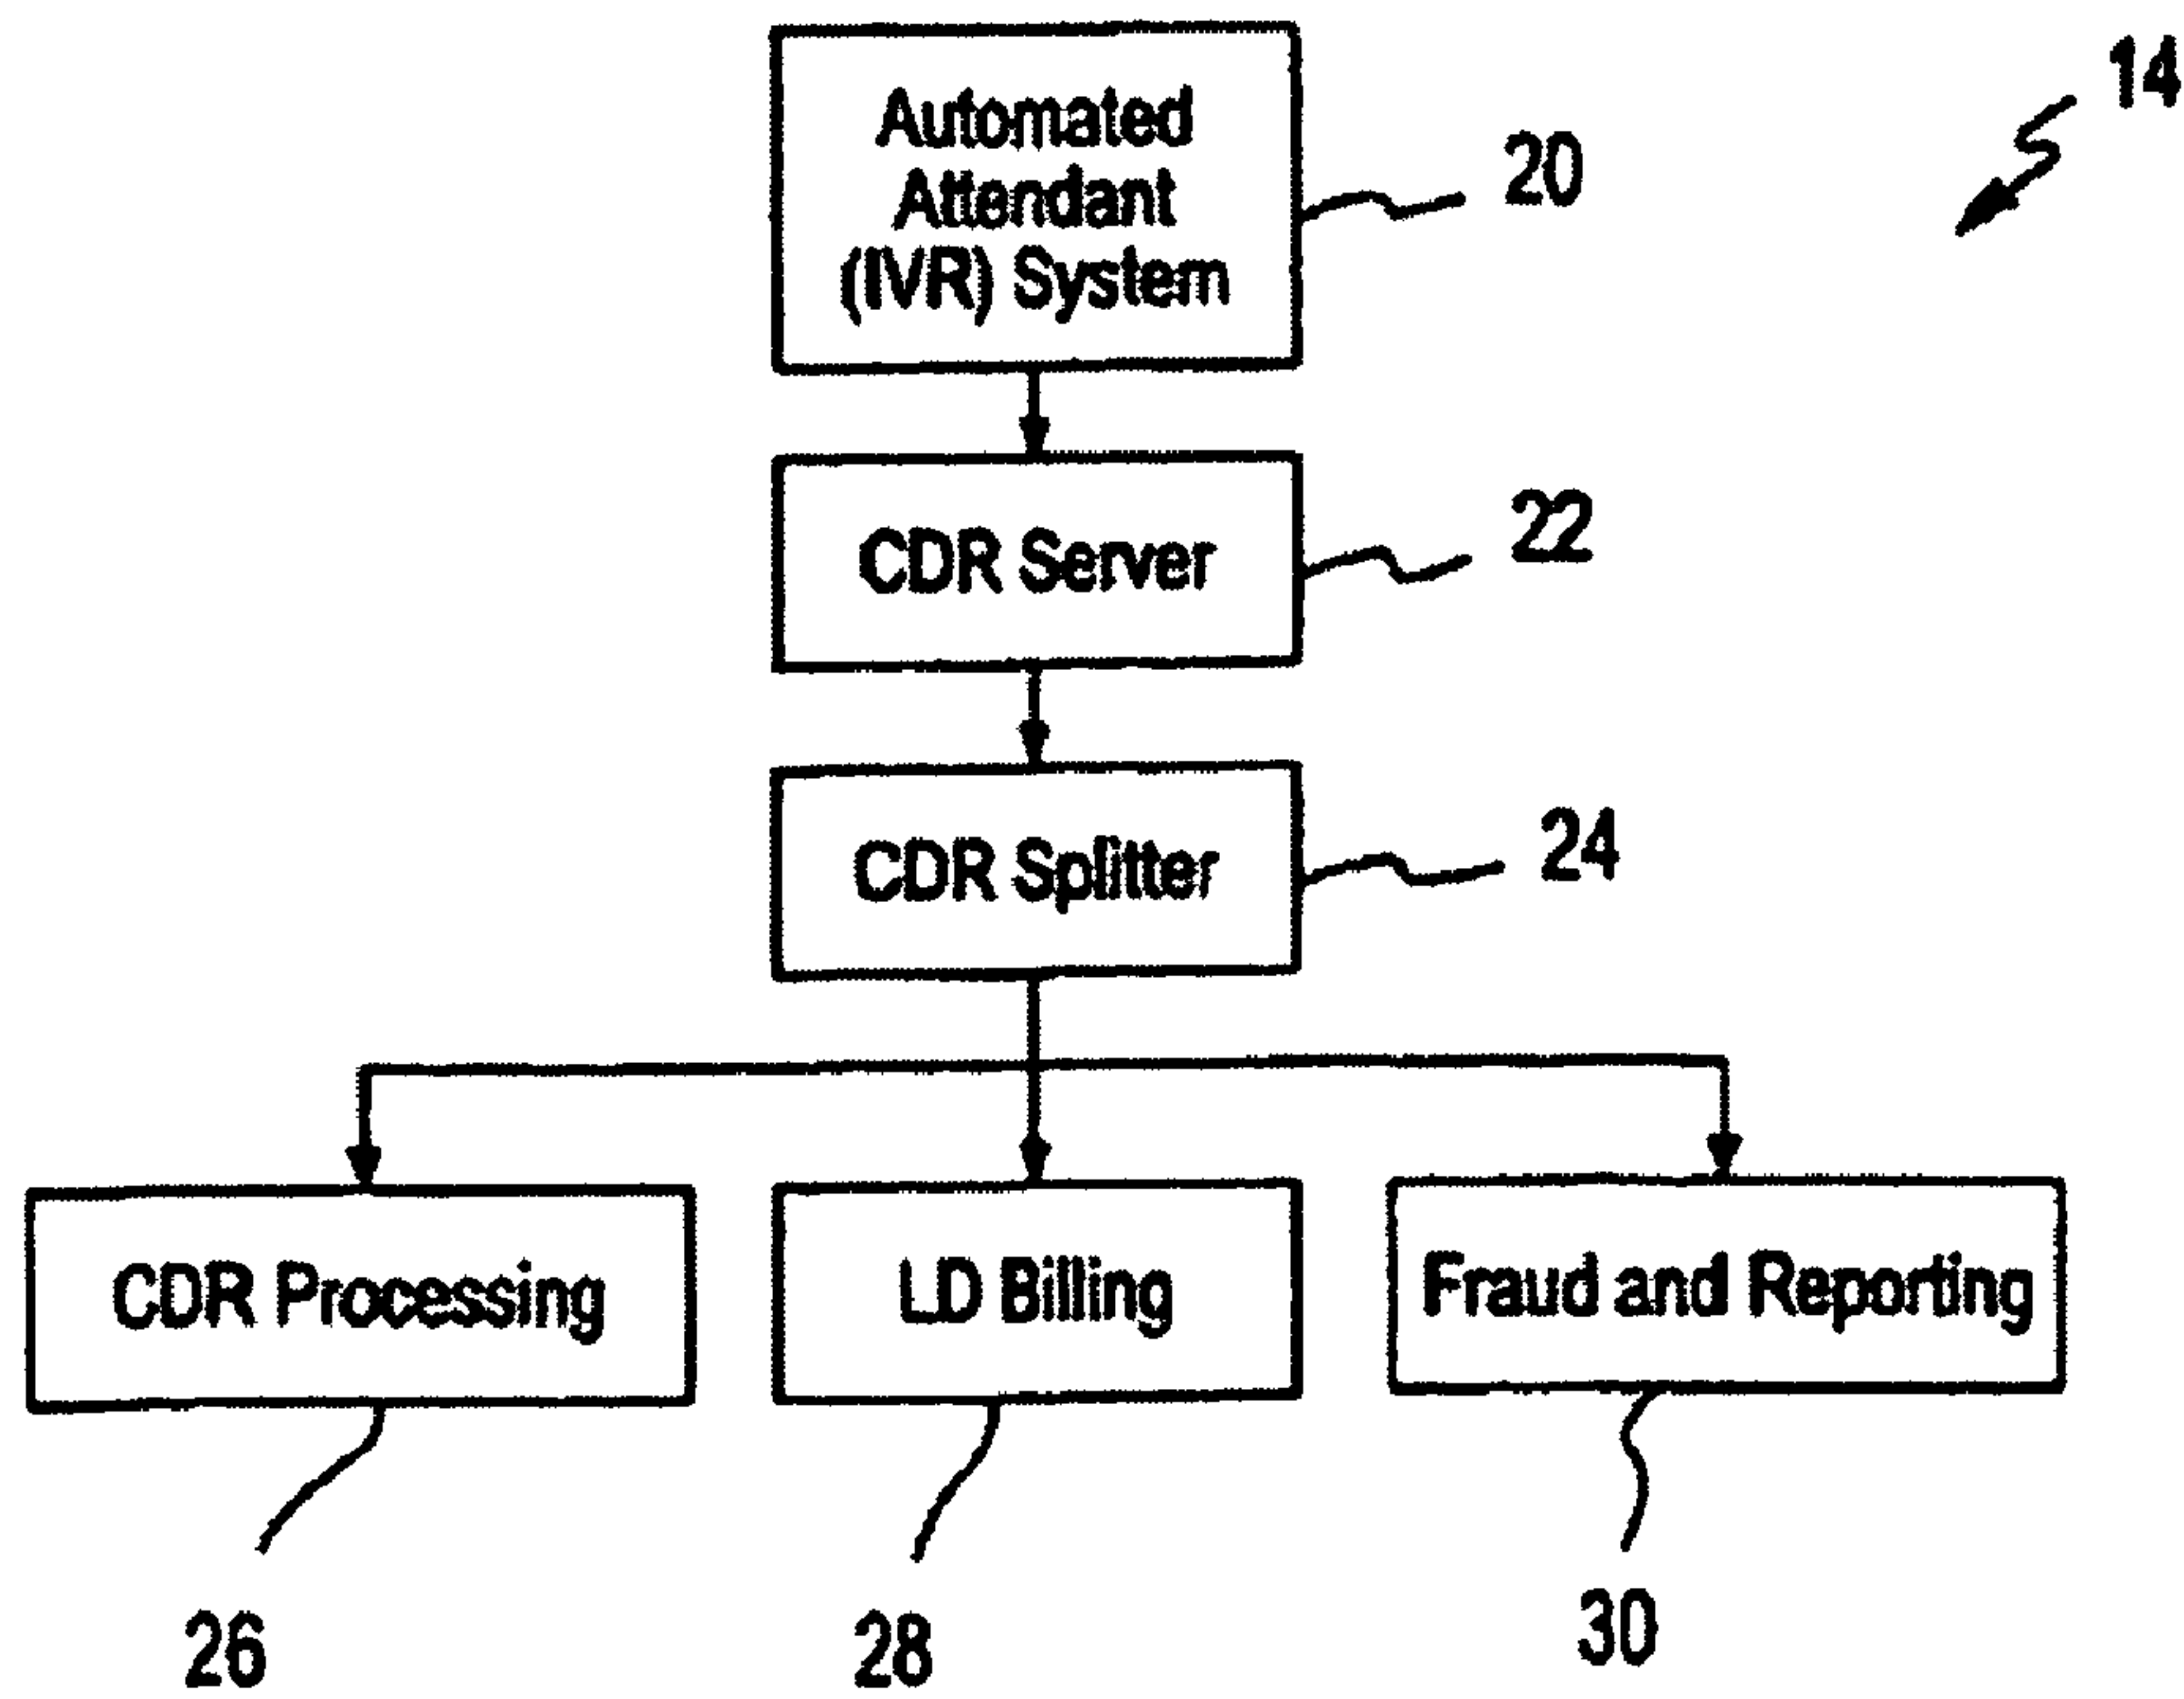 14
Automated
Attendant
(IVR) System
20
CDR Server
22
CDR Splitter
24
CDR Processing
LD Billing
Fraud and Reporting
26
28
30